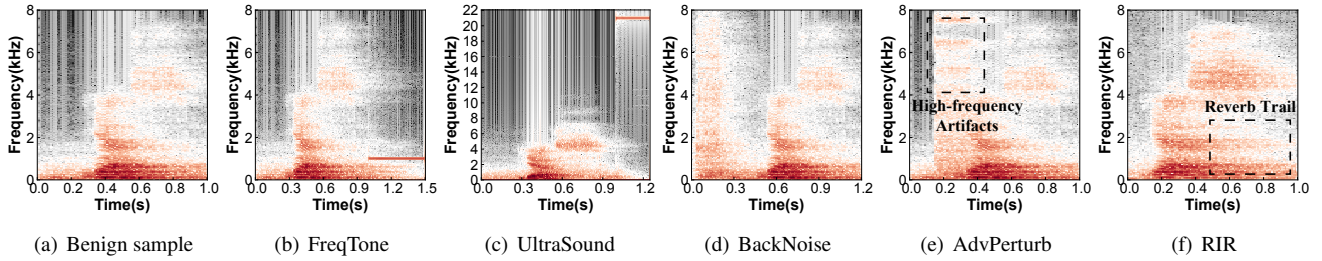 Frequency(kHz)
8
6
4
2
0
0.0 0.2 0.4 0.6 0.8 1.0
Time(s)
(a) Benign sample
Frequency(kHz)
8
6
4
2
0
0.0 0.3 0.6 0.9 1.2 1.5
Time(s)
(b) FreqTone
Frequency(kHz)
22
20
18
16
14
12
10
8
6
4
2
0
0.0 0.3 0.6 0.9 1.2
Time(s)
(c) UltraSound
Frequency(kHz)
8
6
4
2
0
0.0 0.3 0.6 0.9 1.2
Time(s)
(d) BackNoise
Frequency(kHz)
8
6
4
2
0
High-frequency
Artifacts
0.0 0.2 0.4 0.6 0.8 1.0
Time(s)
(e) AdvPerturb
Frequency(kHz)
8
6
4
2
0
Reverb Trail
0.0 0.2 0.4 0.6 0.8 1.0
Time(s)
(f) RIR